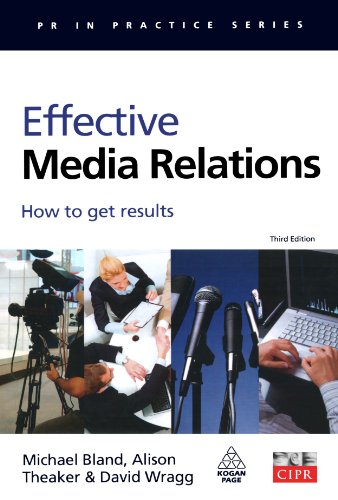 PR IN PRACTICE SERIES
Effective
Media Relations
How to get results
Third Edition
Michael Bland, Alison
Theaker & David Wragg
KOGAN
PAGE
CIPR